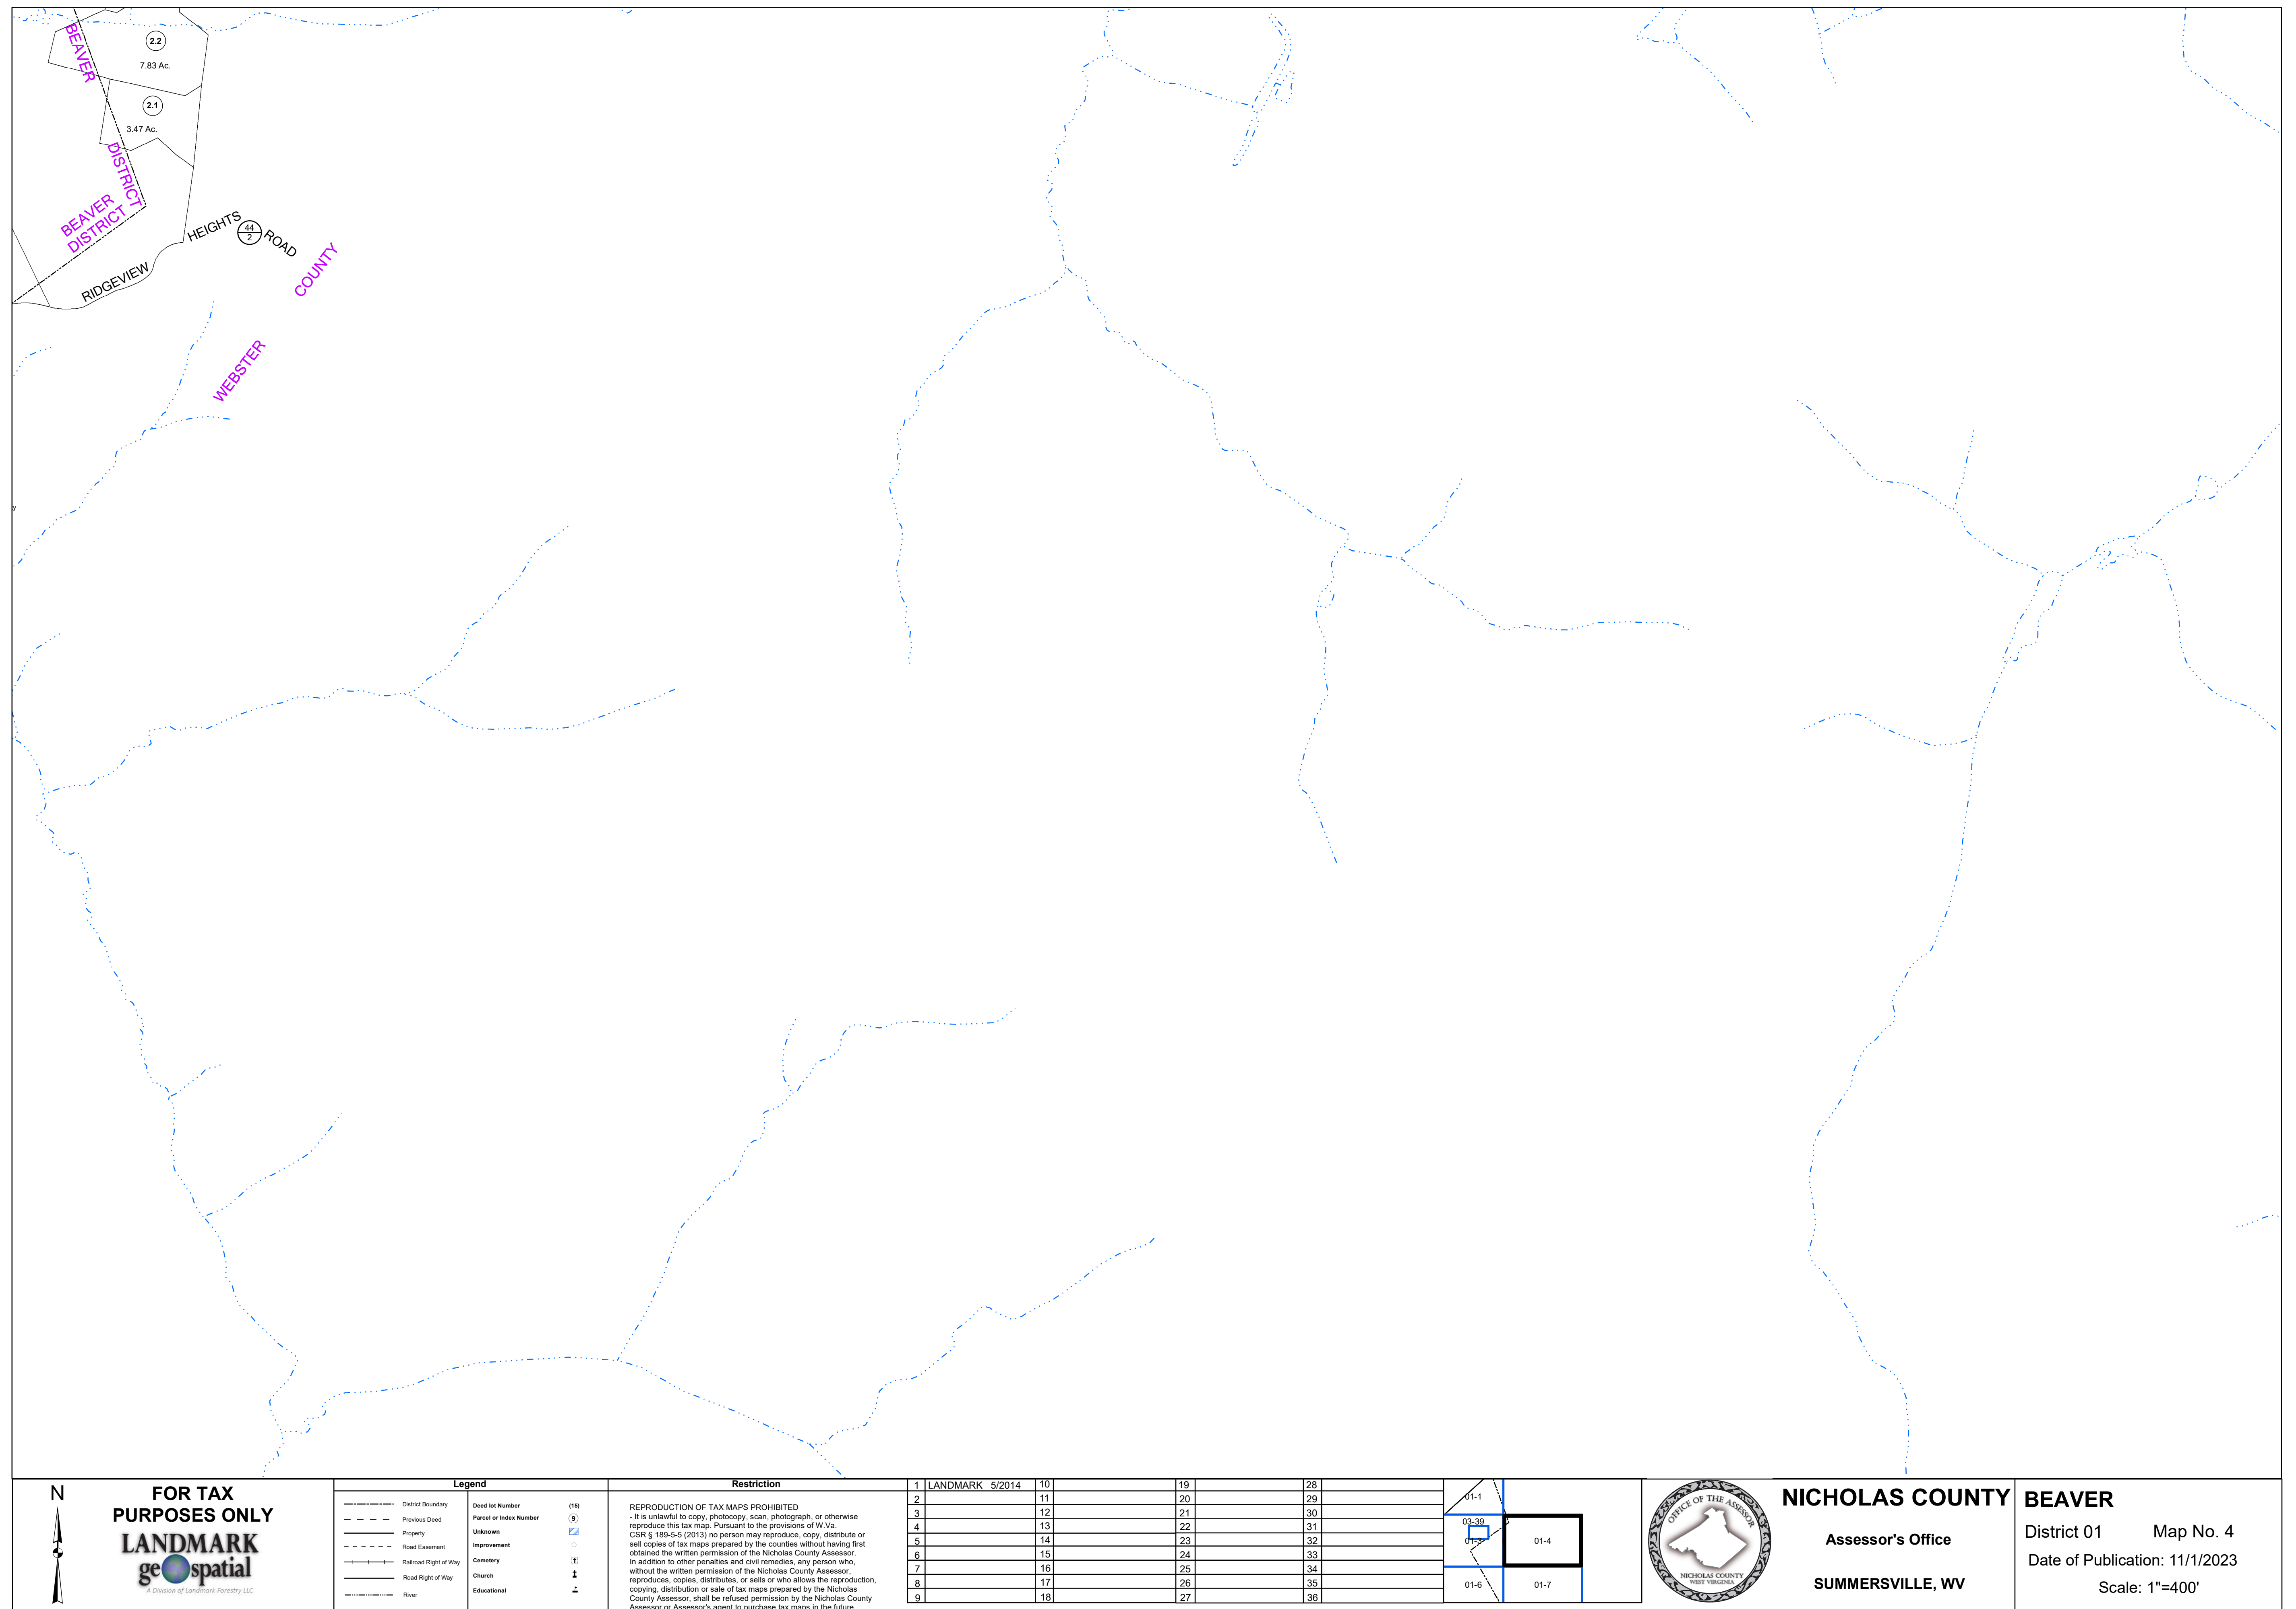 BEAVER
2.2
7.83 Ac.
2.1
3.47 Ac.
DISTRICT
BEAVER
DISTRICT
HEIGHTS
44
2
ROAD
RIDGEVIEW
COUNTY
WEBSTER
y
N
FOR TAX
PURPOSES ONLY
LANDMARK
geospatial
A Division of Landmark Forestry LLC
Legend
District Boundary
Previous Deed
Property
Road Easement
Railroad Right of Way
Road Right of Way
River
Deed lot Number (15)
Parcel or Index Number 9
Unknown
Improvement
Cemetery
Church
Educational
Restriction
REPRODUCTION OF TAX MAPS PROHIBITED
- It is unlawful to copy, photocopy, scan, photograph, or otherwise
reproduce this tax map. Pursuant to the provisions of W.Va.
CSR § 189-5-5 (2013) no person may reproduce, copy, distribute or
sell copies of tax maps prepared by the counties without having first
obtained the written permission of the Nicholas County Assessor.
In addition to other penalties and civil remedies, any person who,
without the written permission of the Nicholas County Assessor,
reproduces, copies, distributes, or sells or who allows the reproduction,
copying, distribution or sale of tax maps prepared by the Nicholas
County Assessor, shall be refused permission by the Nicholas County
Assessor or Assessor's agent to purchase tax maps in the future.
1 LANDMARK 5/2014 10 19 28
2 11 20 29
3 12 21 30
4 13 22 31
5 14 23 32
6 15 24 33
7 16 25 34
8 17 26 35
9 18 27 36
01-1
03-39
01-3
01-4
01-6
01-7
OFFICE OF THE ASSESSOR
NICHOLAS COUNTY
WEST VIRGINIA
NICHOLAS COUNTY
Assessor's Office
SUMMERSVILLE, WV
BEAVER
District 01 Map No. 4
Date of Publication: 11/1/2023
Scale: 1"=400'